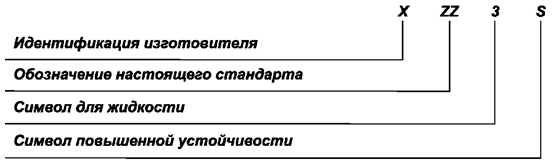 X ZZ 3 S
Идентификация изготовителя
Обозначение настоящего стандарта
Символ для жидкости
Символ повышенной устойчивости